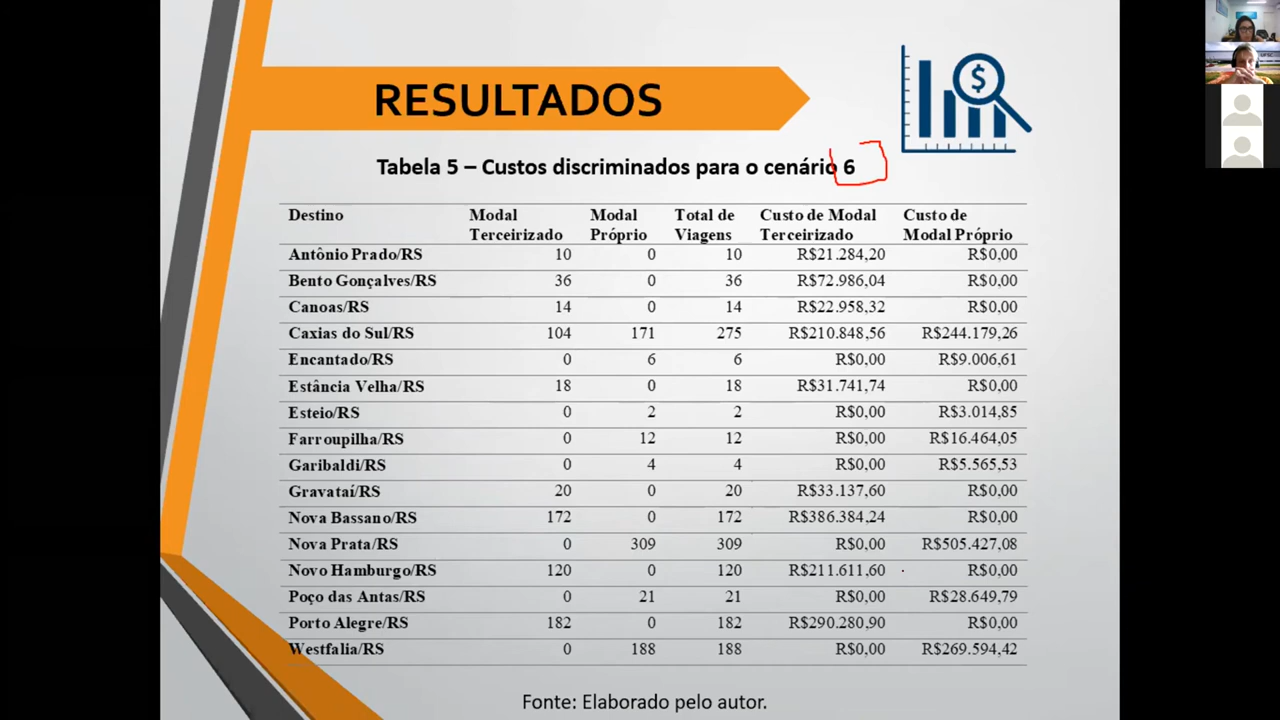 RESULTADOS
Tabela 5 – Custos discriminados para o cenário 6
Destino Modal Terceirizado Modal Próprio Total de Viagens Custo de Modal Terceirizado Custo de Modal Próprio
Antônio Prado/RS 10 0 10 R$21.284,20 R$0,00
Bento Gonçalves/RS 36 0 36 R$72.986,04 R$0,00
Canoas/RS 14 0 14 R$22.958,32 R$0,00
Caxias do Sul/RS 104 171 275 R$210.848,56 R$244.179,26
Encantado/RS 0 6 6 R$0,00 R$9.006,61
Estância Velha/RS 18 0 18 R$31.741,74 R$0,00
Esteio/RS 0 2 2 R$0,00 R$3.014,85
Farroupilha/RS 0 12 12 R$0,00 R$16.464,05
Garibaldi/RS 0 4 4 R$0,00 R$5.565,53
Gravataí/RS 20 0 20 R$33.137,60 R$0,00
Nova Bassano/RS 172 0 172 R$386.384,24 R$0,00
Nova Prata/RS 0 309 309 R$0,00 R$505.427,08
Novo Hamburgo/RS 120 0 120 R$211.611,60 R$0,00
Poço das Antas/RS 0 21 21 R$0,00 R$28.649,79
Porto Alegre/RS 182 0 182 R$290.280,90 R$0,00
Westfalia/RS 0 188 188 R$0,00 R$269.594,42
Fonte: Elaborado pelo autor.